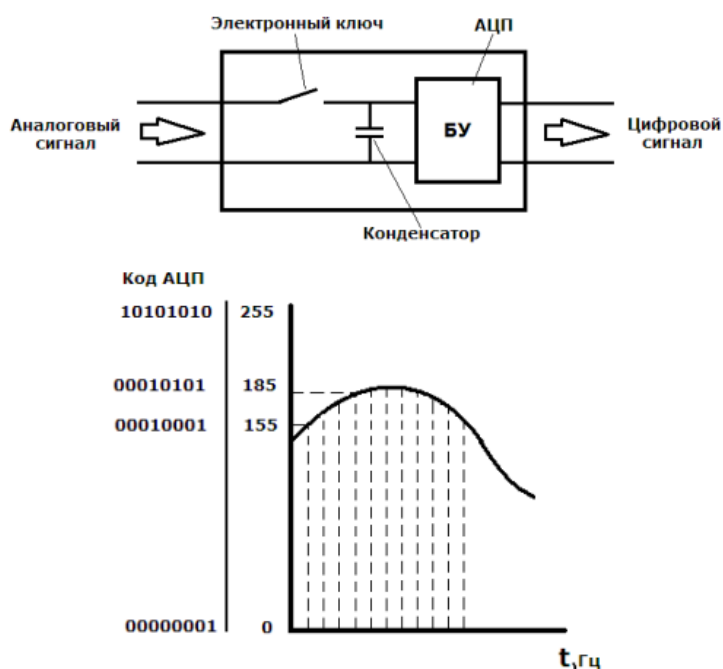 Электронный ключ
АЦП
Аналоговый
сигнал
БУ
Цифровой
сигнал
Конденсатор
Код АЦП
10101010 255
00010101 185
00010001 155
00000001 0
t,Гц